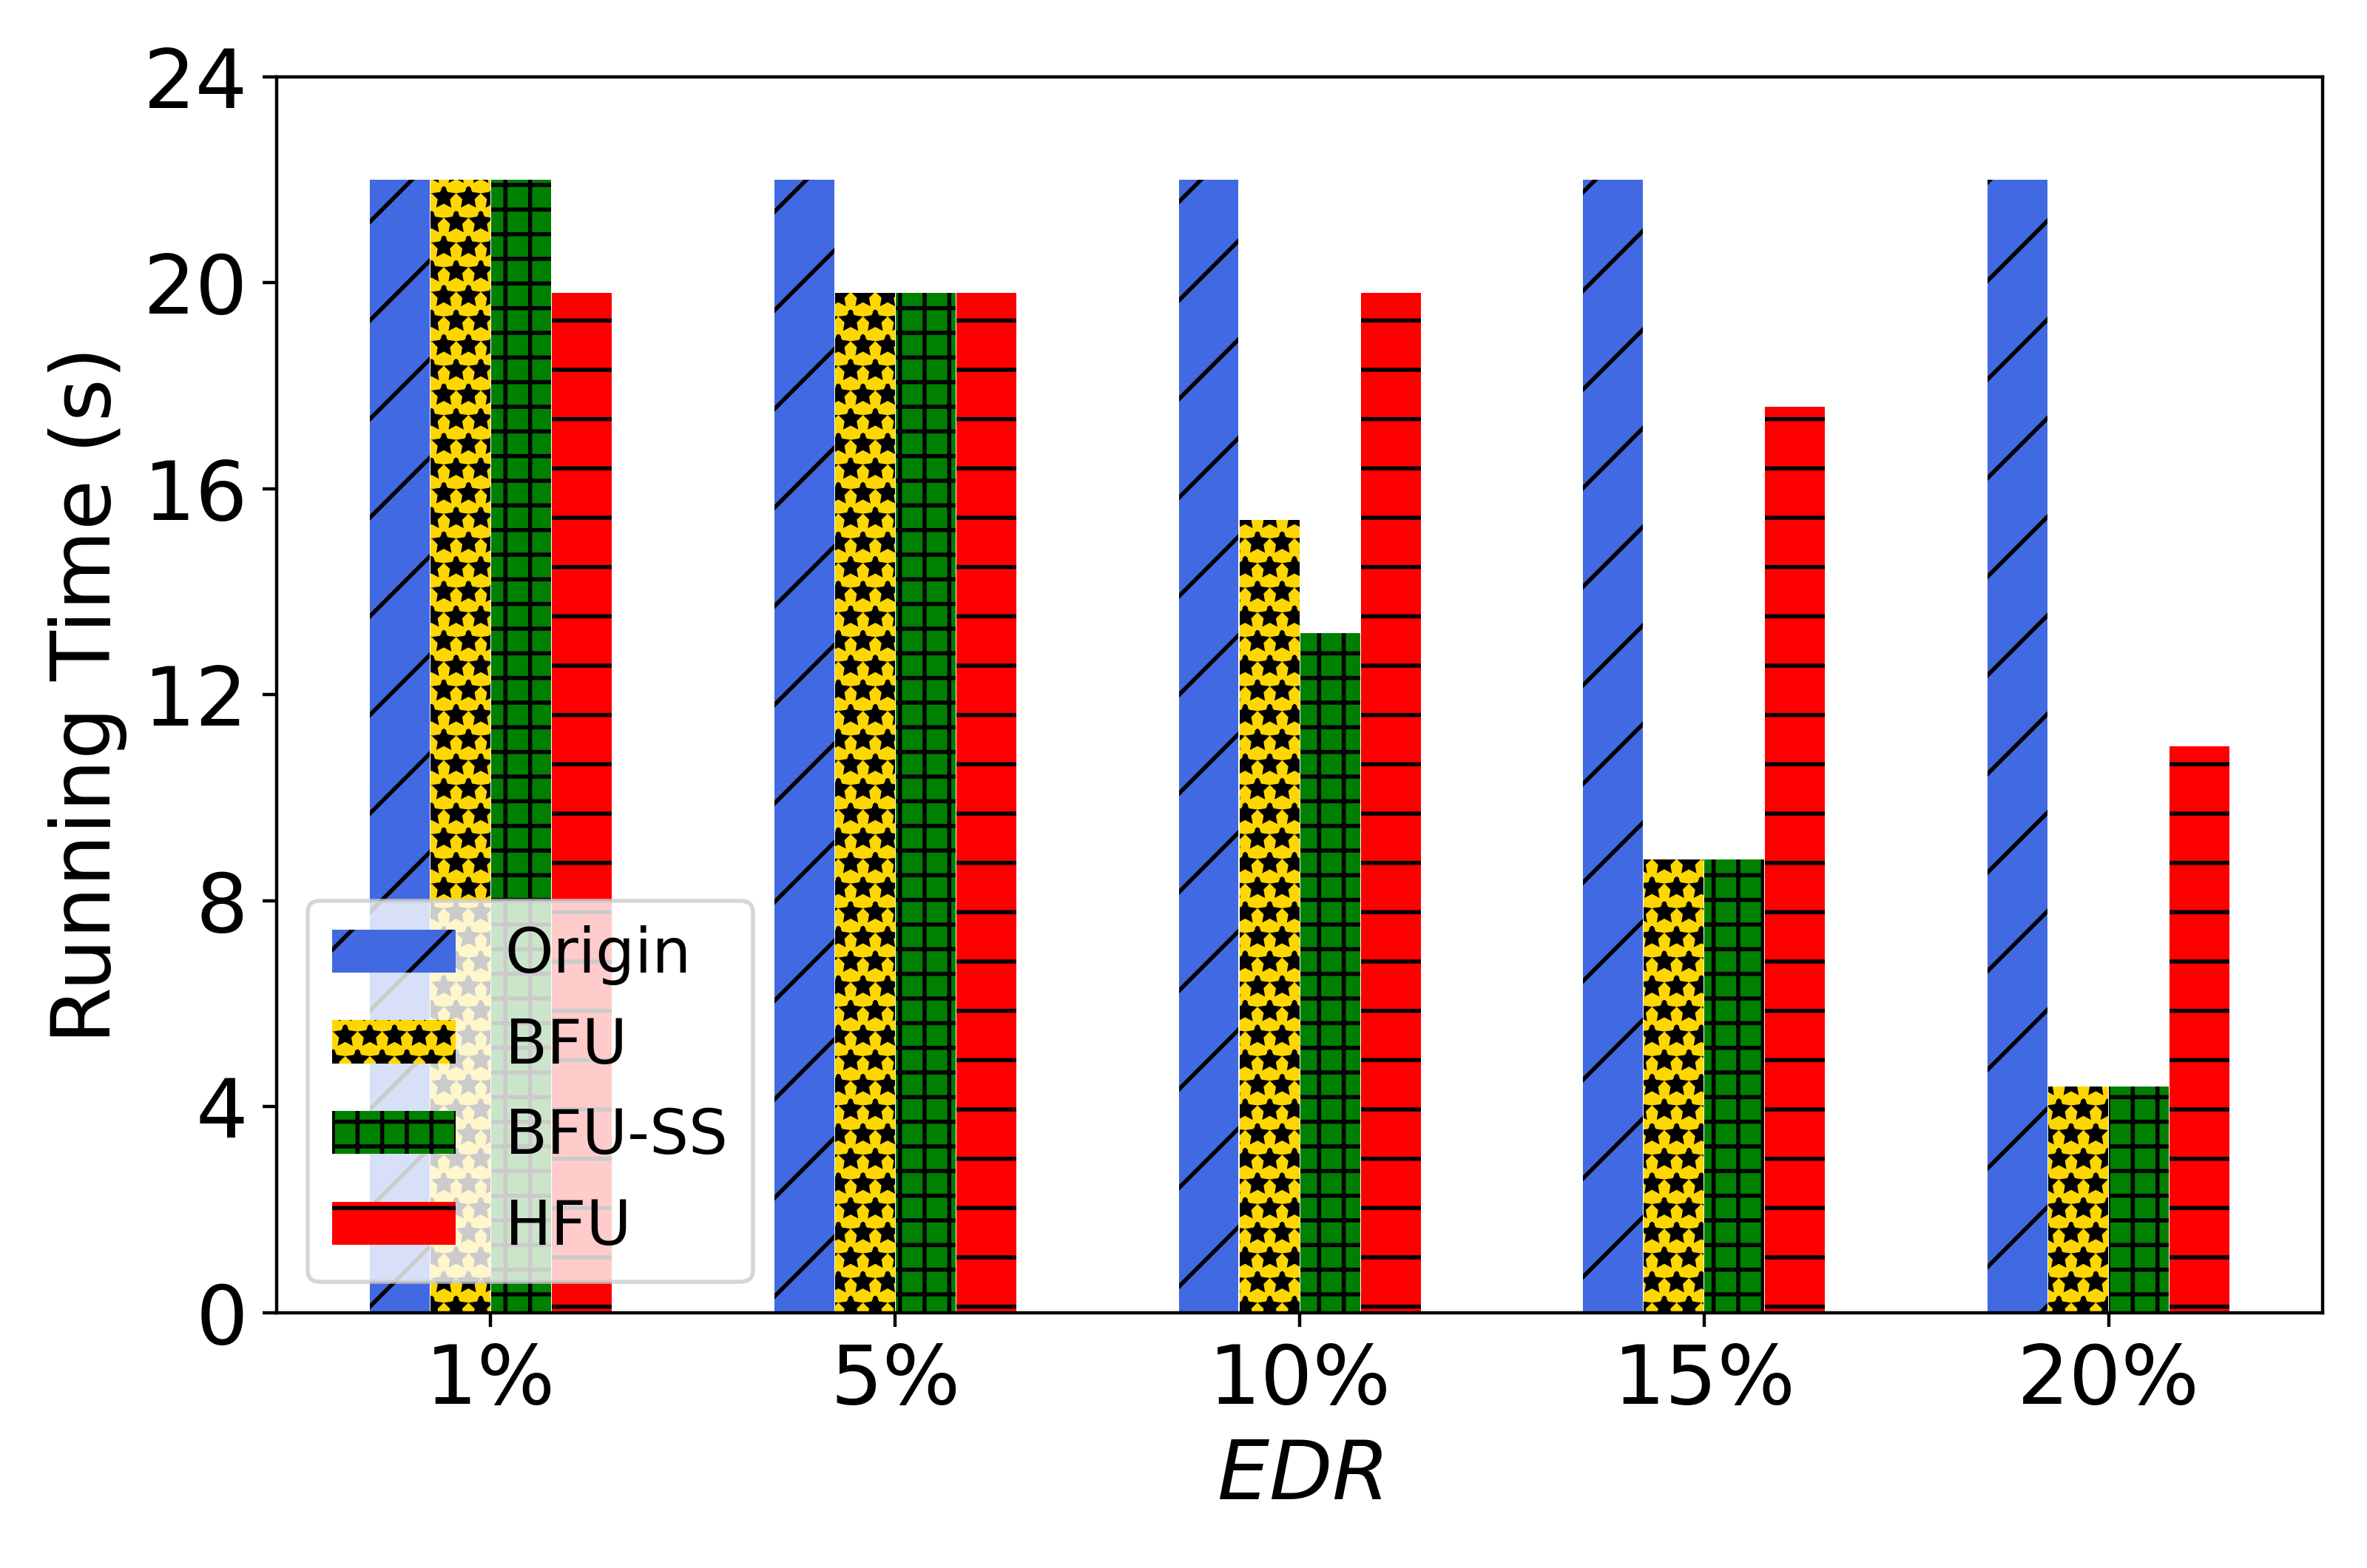 Running Time (s)
24
20
16
12
8
4
0
Origin
BFU
BFU-SS
HFU
1% 5% 10% 15% 20%
EDR